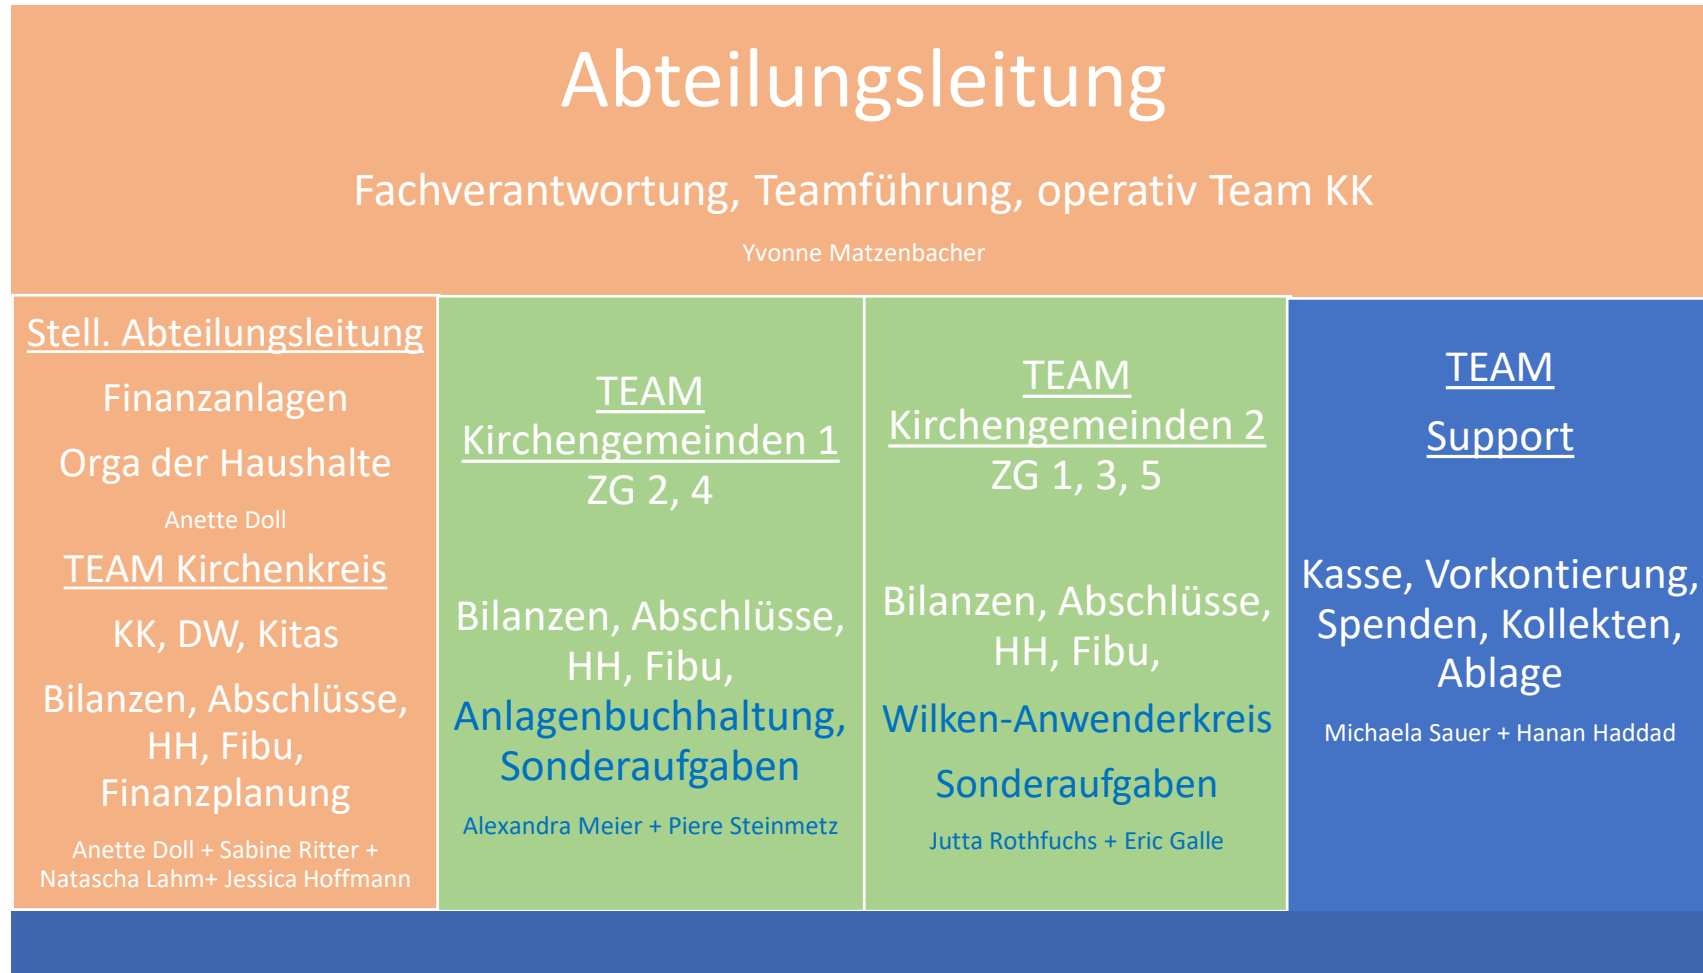 Abteilungsleitung
Fachverantwortung, Teamführung, operativ Team KK
Yvonne Matzenbacher
Stell. Abteilungsleitung
Finanzanlagen
Orga der Haushalte
Anette Doll
TEAM Kirchenkreis
KK, DW, Kitas
Bilanzen, Abschlüsse,
HH, Fibu,
Finanzplanung
Anette Doll + Sabine Ritter +
Natascha Lahm+ Jessica Hoffmann
TEAM
Kirchengemeinden 1
ZG 2, 4
Bilanzen, Abschlüsse,
HH, Fibu,
Anlagenbuchhaltung,
Sonderaufgaben
Alexandra Meier + Piere Steinmetz
TEAM
Kirchengemeinden 2
ZG 1, 3, 5
Bilanzen, Abschlüsse,
HH, Fibu,
Wilken-Anwenderkreis
Sonderaufgaben
Jutta Rothfuchs + Eric Galle
TEAM
Support
Kasse, Vorkontierung,
Spenden, Kollekten,
Ablage
Michaela Sauer + Hanan Haddad